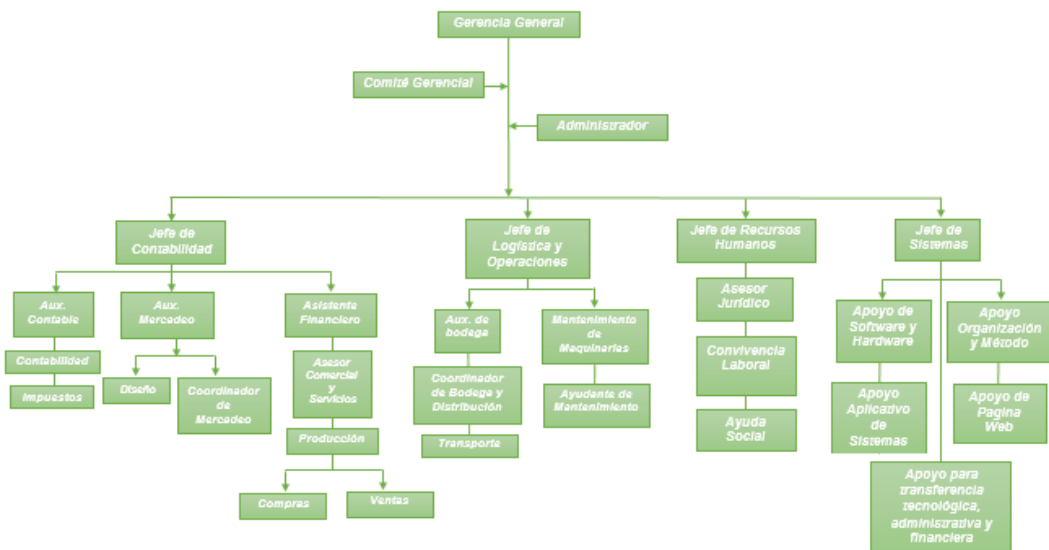 Gerencia General
Comité Gerencial
Administrador
Jefe de
Contabilidad
Jefe de
Logística y
Operaciones
Jefe de Recursos
Humanos
Jefe de
Sistemas
Aux.
Contable
Aux.
Mercadeo
Asistente
Financiero
Aux. de
bodega
Mantenimiento
de
Maquinarias
Asesor
Jurídico
Apoyo de
Software y
Hardware
Apoyo
Organización
y Método
Contabilidad
Impuestos
Diseño
Coordinador
de
Mercadeo
Asesor
Comercial
y
Servicios
Producción
Compras
Ventas
Coordinador
de Bodega y
Distribución
Transporte
Ayudante de
Mantenimiento
Convivencia
Laboral
Ayuda
Social
Apoyo
Aplicativo
de
Sistemas
Apoyo de
Pagina
Web
Apoyo para
transferencia
tecnológica,
administrativa y
financiera